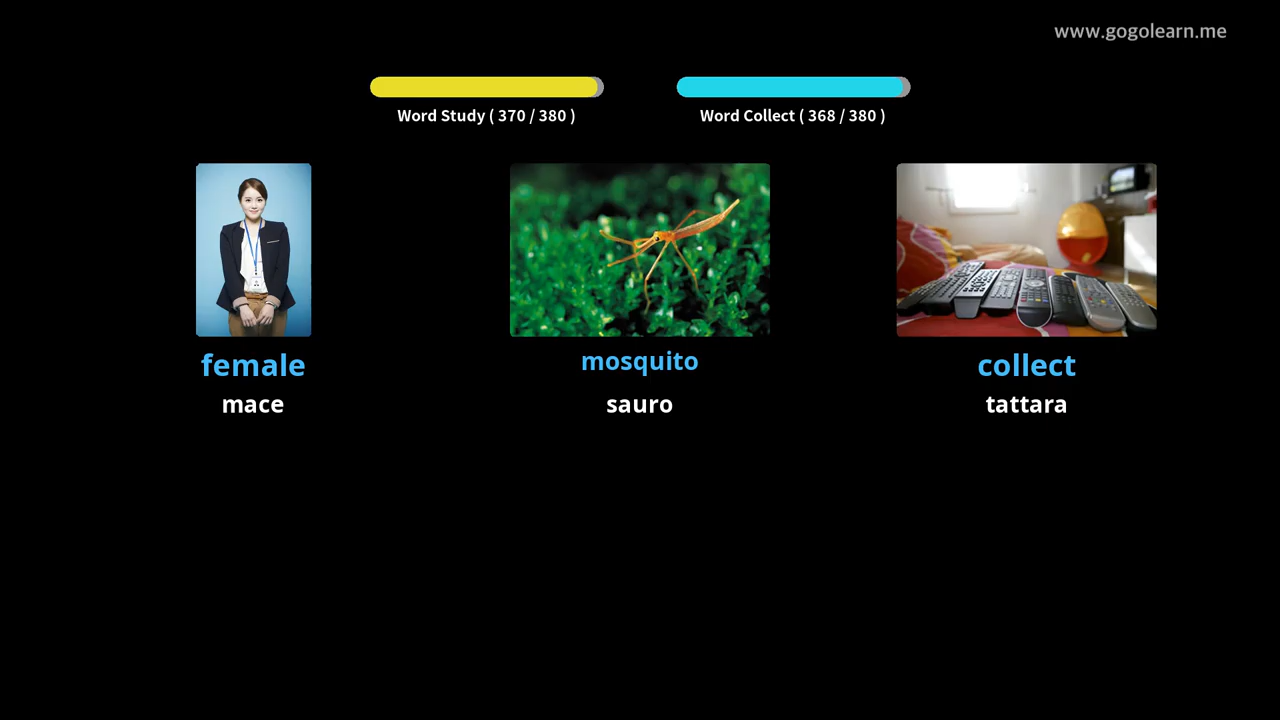 www.gogolearn.me
Word Study ( 370 / 380 )
Word Collect ( 368 / 380 )
female
mace
mosquito
sauro
collect
tattara